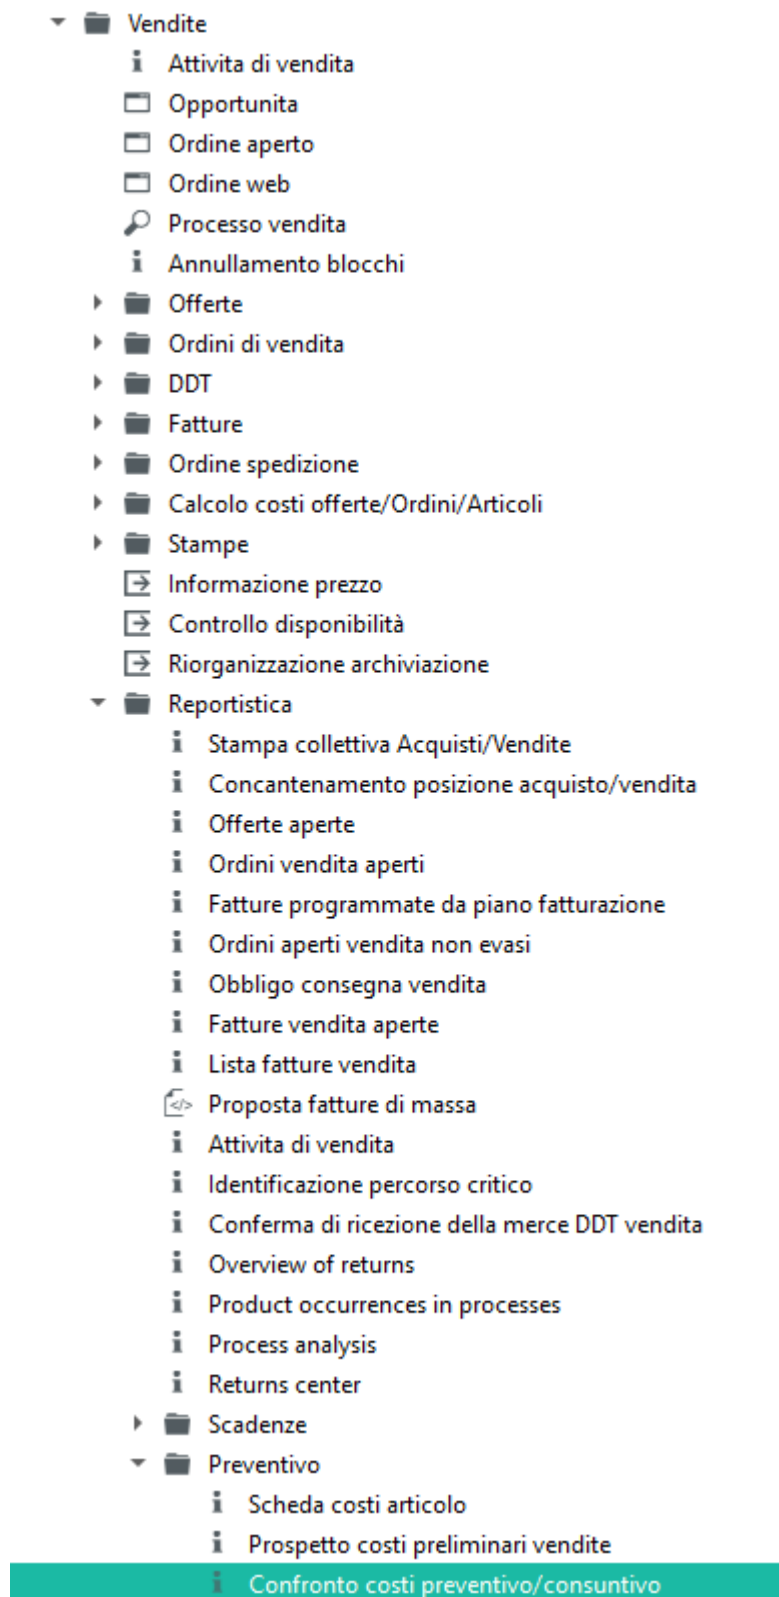 Vendite
Attivita di vendita
Opportunita
Ordine aperto
Ordine web
Processo vendita
Annullamento blocchi
Offerte
Ordini di vendita
DDT
Fatture
Ordine spedizione
Calcolo costi offerte/Ordini/Articoli
Stampe
Informazione prezzo
Controllo disponibilità
Riorganizzazione archiviazione
Reportistica
Stampa collettiva Acquisti/Vendite
Concantenamento posizione acquisto/vendita
Offerte aperte
Ordini vendita aperti
Fatture programmate da piano fatturazione
Ordini aperti vendita non evasi
Obbligo consegna vendita
Fatture vendita aperte
Lista fatture vendita
Proposta fatture di massa
Attivita di vendita
Identificazione percorso critico
Conferma di ricezione della merce DDT vendita
Overview of returns
Product occurrences in processes
Process analysis
Returns center
Scadenze
Preventivo
Scheda costi articolo
Prospetto costi preliminari vendite
Confronto costi preventivo/consuntivo